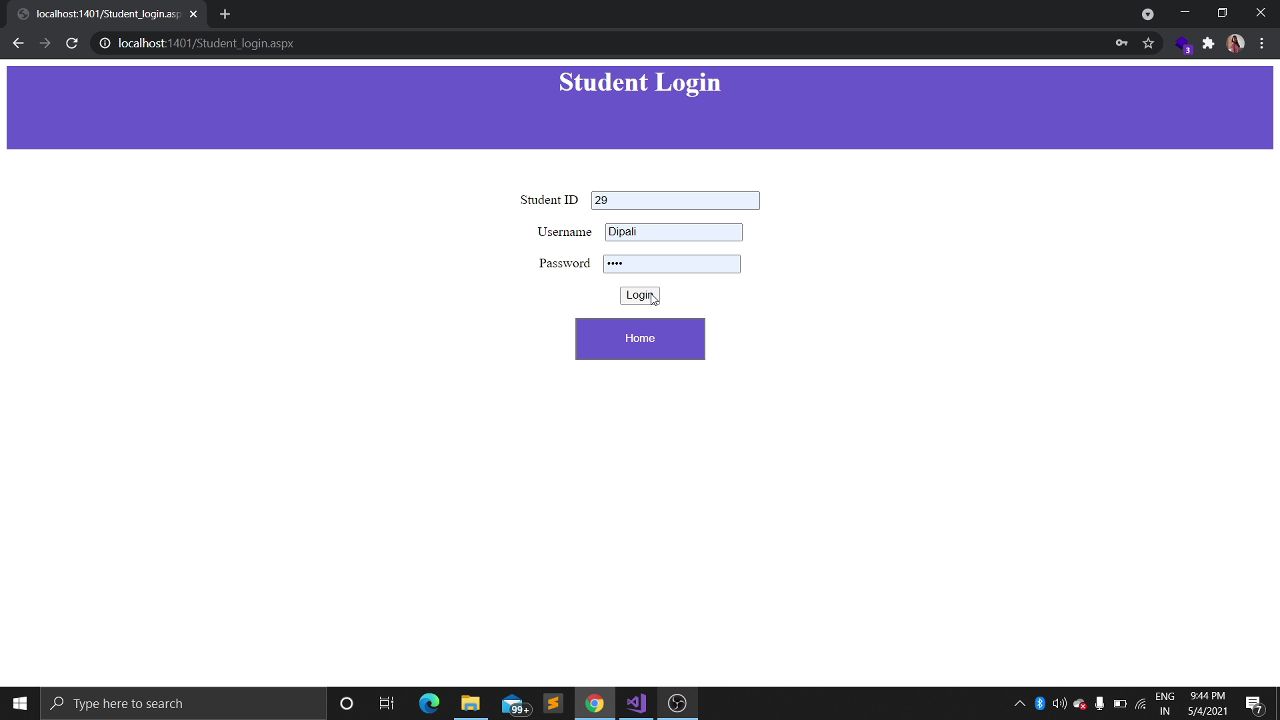 localhost:1401/Student_login.asp
localhost:1401/Student_login.aspx
3
Student Login
Student ID 29
Username Dipali
Password ••••
Login
Home
Type here to search
99+
ENG
IN
9:44 PM
5/4/2021
7